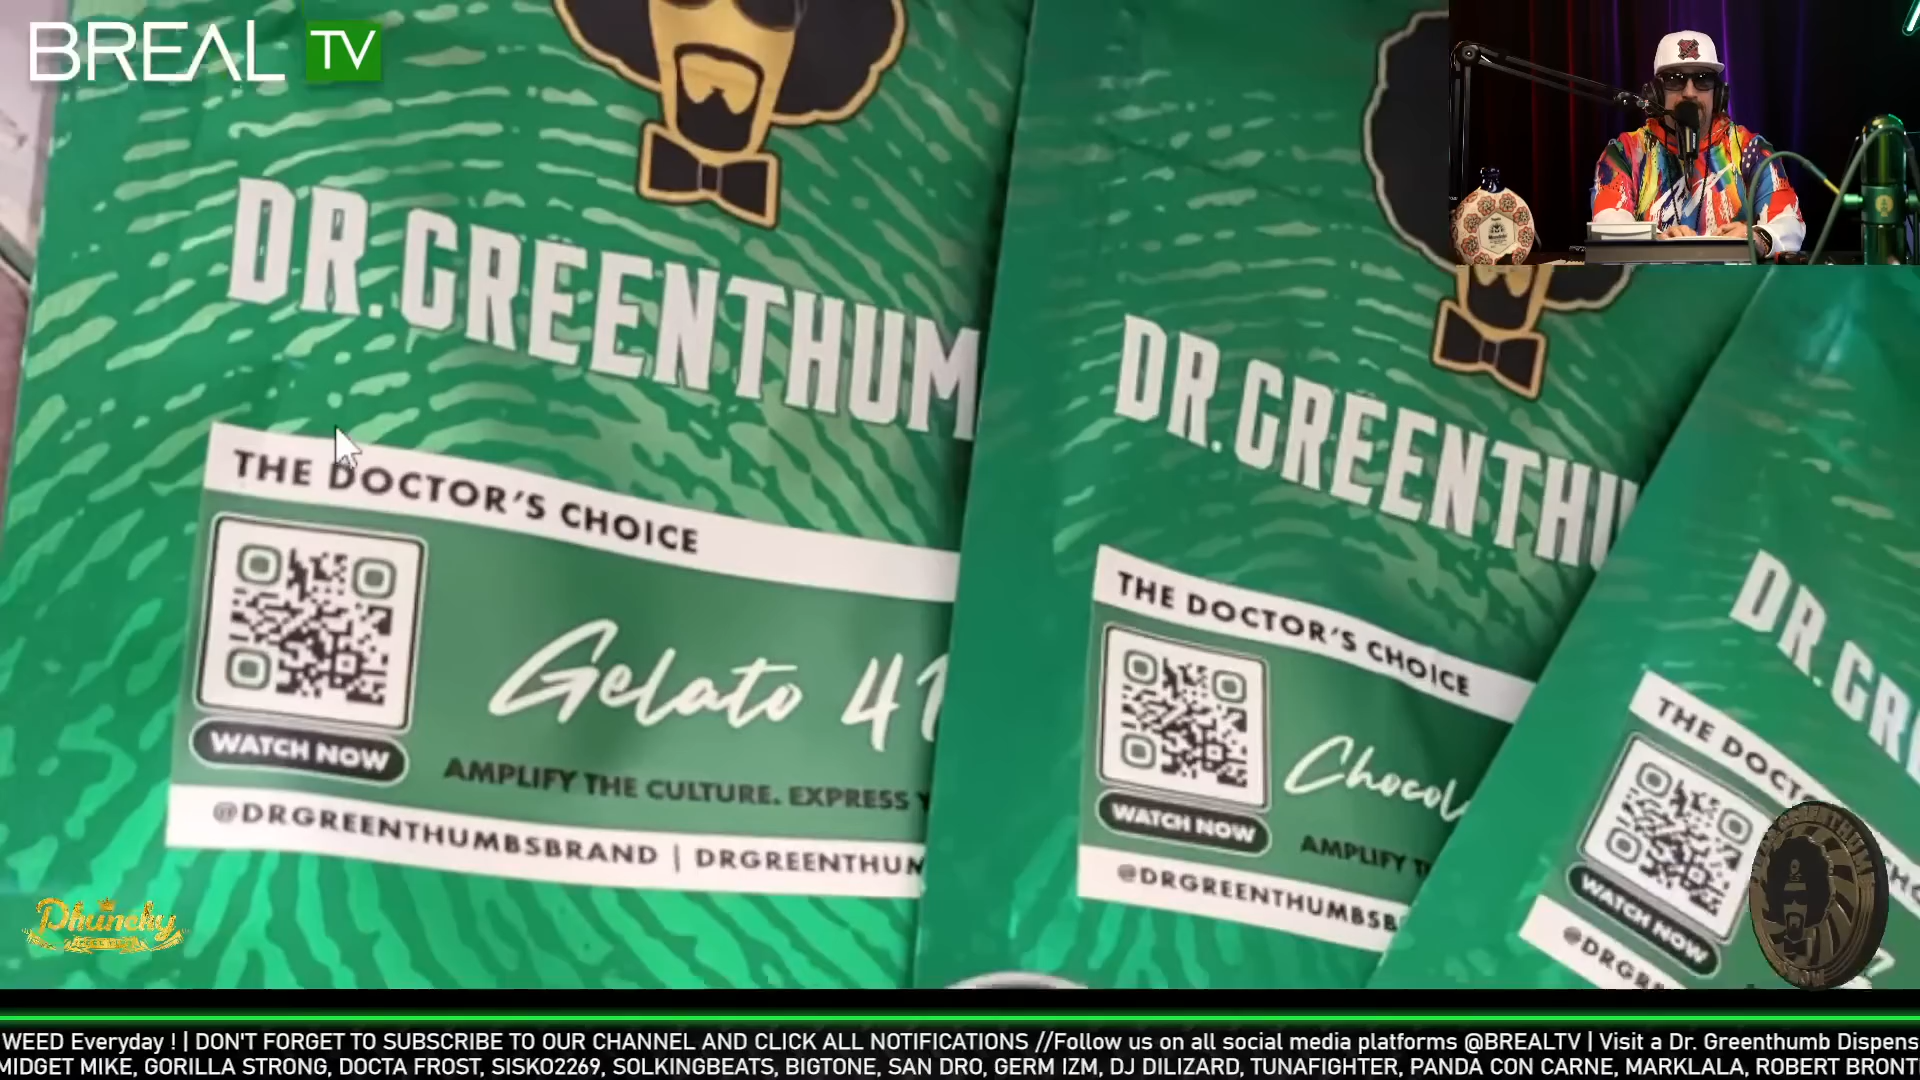 BREAL TV
DR. GREENTHUM
THE DOCTOR'S CHOICE
Gelato 41
WATCH NOW
AMPLIFY THE CULTURE. EXPRESS Y
@DRGREENTHUMBSBRAND | DRGREENTHUM
DR. GREENTHU
THE DOCTOR'S CHOICE
Chocol
WATCH NOW
AMPLIFY T
@DRGREENTHUMBSB
DR. GRE
THE DOCTO
WATCH NOW
@DRGR
Phuncky
WEED Everyday ! | DON'T FORGET TO SUBSCRIBE TO OUR CHANNEL AND CLICK ALL NOTIFICATIONS //Follow us on all social media platforms @BREALTV | Visit a Dr. Greenthumb Dispens
MIDGET MIKE, GORILLA STRONG, DOCTA FROST, SISKO2269, SOLKINGBEATS, BIGTONE, SAN DRO, GERM IZM, DJ DILIZARD, TUNAFIGHTER, PANDA CON CARNE, MARKLALA, ROBERT BRONT